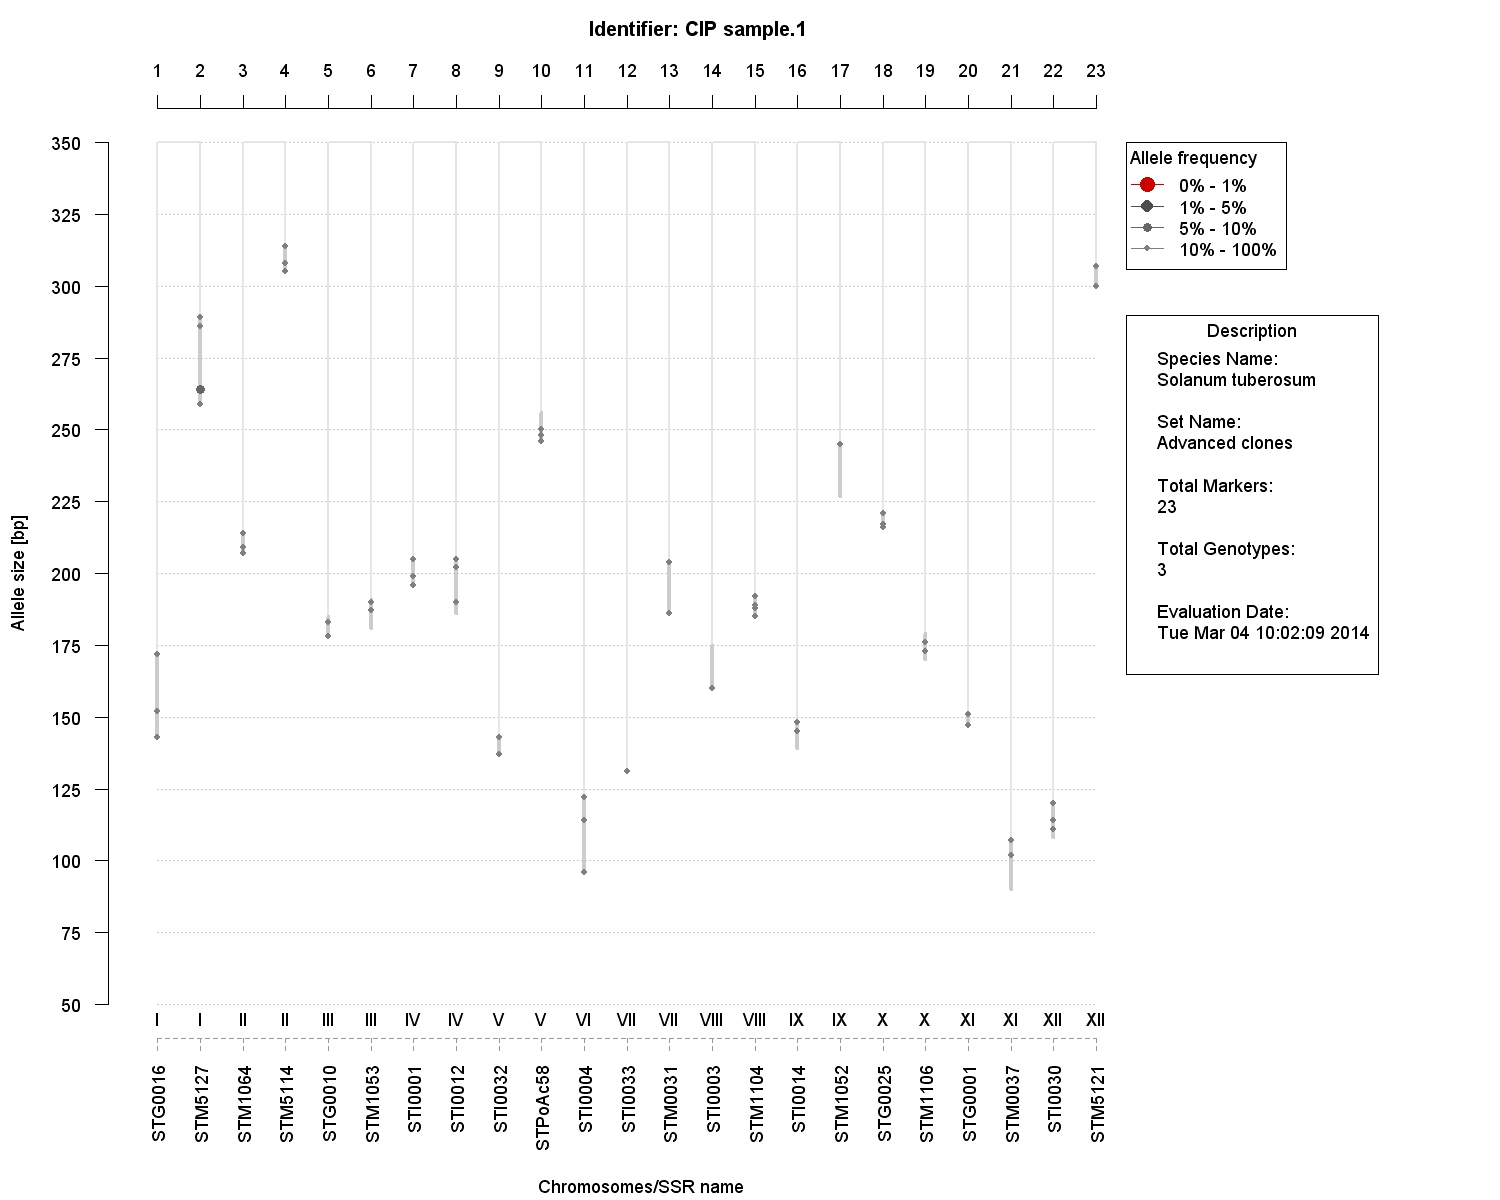 Identifier: CIP sample.1
1 2 3 4 5 6 7 8 9 10 11 12 13 14 15 16 17 18 19 20 21 22 23
350
325
300
275
250
225
200
175
150
125
100
75
50
Allele size [bp]
Allele frequency
0% - 1%
1% - 5%
5% - 10%
10% - 100%
Description
Species Name:
Solanum tuberosum
Set Name:
Advanced clones
Total Markers:
23
Total Genotypes:
3
Evaluation Date:
Tue Mar 04 10:02:09 2014
I I II II III III IV IV V V VI VII VII VIII VIII IX IX X X XI XI XII XII
STG0016
STM5127
STM1064
STM5114
STG0010
STM1053
STI0001
STI0012
STI0032
STPoAc58
STI0004
STI0033
STM0031
STI0003
STM1104
STI0014
STM1052
STG0025
STM1106
STG0001
STM0037
STI0030
STM5121
Chromosomes/SSR name